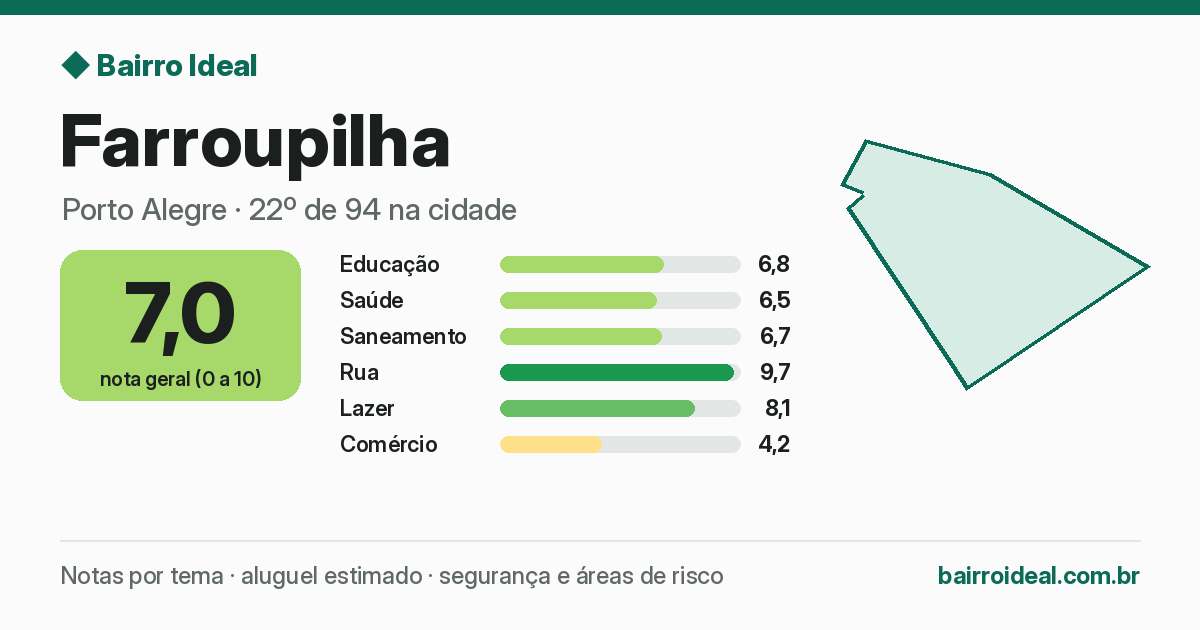 Bairro Ideal
Farroupilha
Porto Alegre · 22º de 94 na cidade
7,0
nota geral (0 a 10)
Educação 6,8
Saúde 6,5
Saneamento 6,7
Rua 9,7
Lazer 8,1
Comércio 4,2
Notas por tema · aluguel estimado · segurança e áreas de risco
bairroideal.com.br